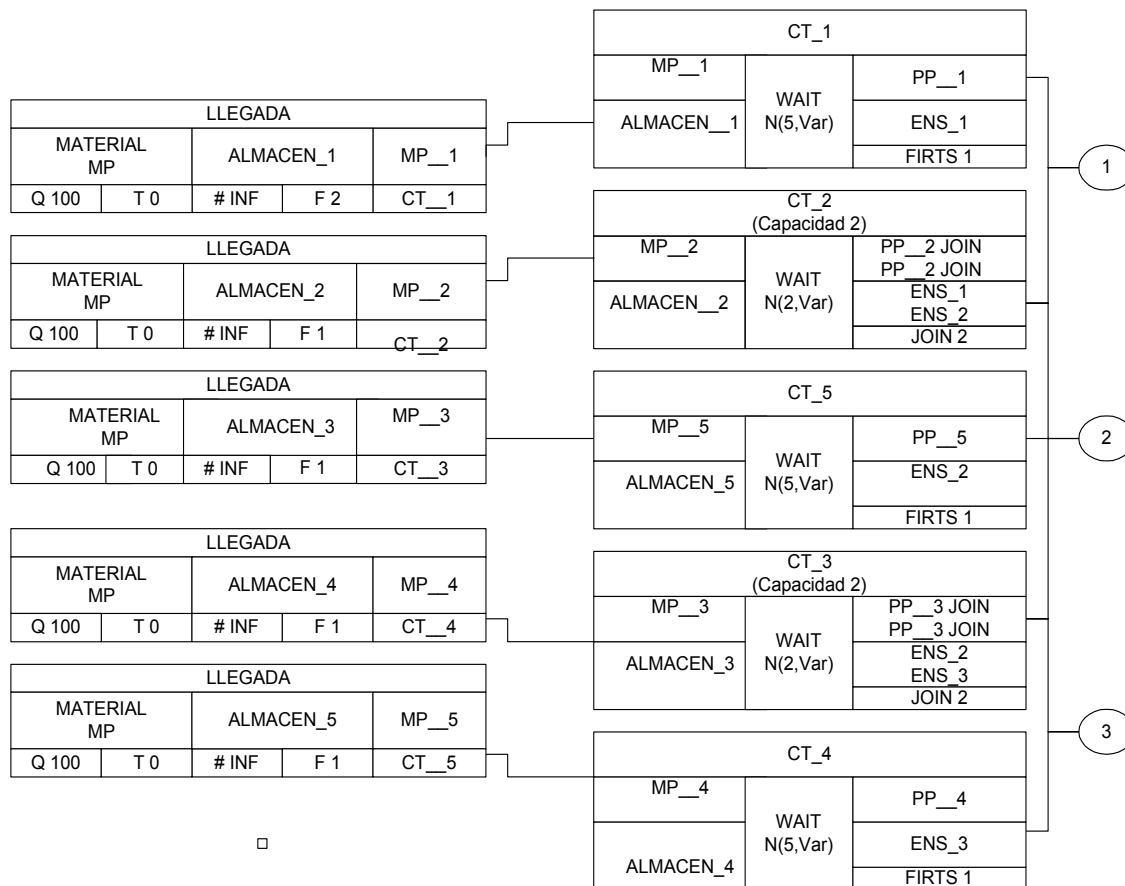 LLEGADA
MATERIAL
MP
ALMACEN_1
MP__1
Q 100
T 0
# INF
F 2
CT__1
LLEGADA
MATERIAL
MP
ALMACEN_2
MP__2
Q 100
T 0
# INF
F 1
CT__2
LLEGADA
MATERIAL
MP
ALMACEN_3
MP__3
Q 100
T 0
# INF
F 1
CT__3
LLEGADA
MATERIAL
MP
ALMACEN_4
MP__4
Q 100
T 0
# INF
F 1
CT__4
LLEGADA
MATERIAL
MP
ALMACEN_5
MP__5
Q 100
T 0
# INF
F 1
CT__5
CT_1
MP__1
ALMACEN__1
WAIT
N(5,Var)
PP__1
ENS_1
FIRTS 1
CT_2
(Capacidad 2)
MP__2
ALMACEN__2
WAIT
N(2,Var)
PP__2 JOIN
PP__2 JOIN
ENS_1
ENS_2
JOIN 2
CT_5
MP__5
ALMACEN_5
WAIT
N(5,Var)
PP__5
ENS_2
FIRTS 1
CT_3
(Capacidad 2)
MP__3
ALMACEN_3
WAIT
N(2,Var)
PP__3 JOIN
PP__3 JOIN
ENS_2
ENS_3
JOIN 2
CT_4
MP__4
ALMACEN_4
WAIT
N(5,Var)
PP__4
ENS_3
FIRTS 1
1
2
3